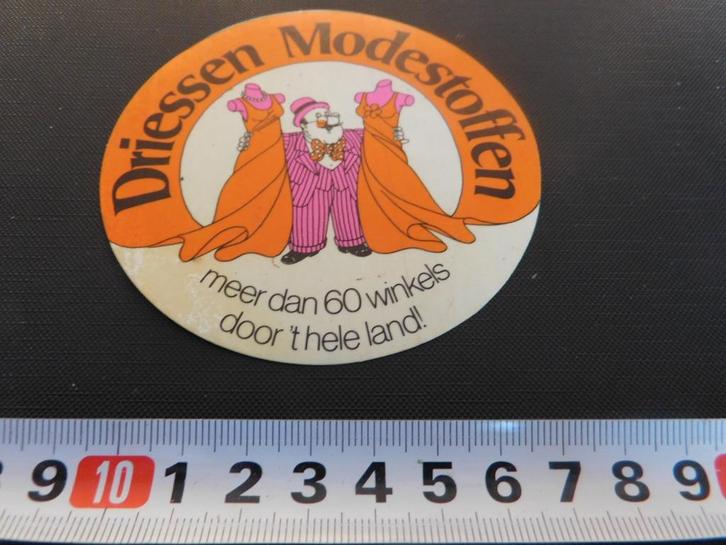 Driessen Modestoffen
meer dan 60 winkels
door 't hele land!
9 10 1 2 3 4 5 6 7 8 9